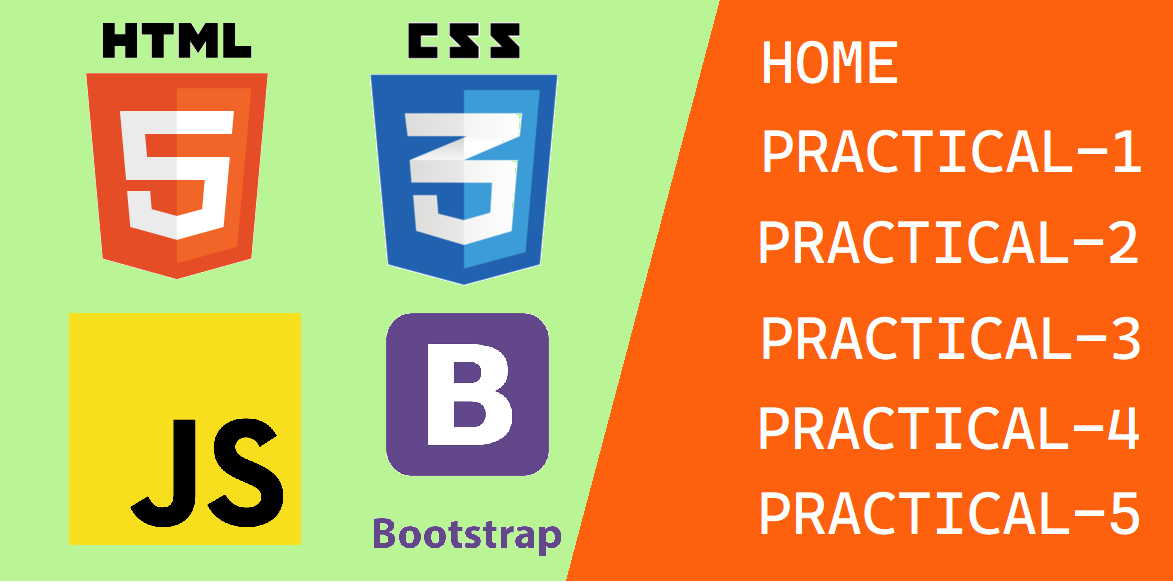 HTML
5
CSS
3
JS
B
Bootstrap
HOME
PRACTICAL-1
PRACTICAL-2
PRACTICAL-3
PRACTICAL-4
PRACTICAL-5